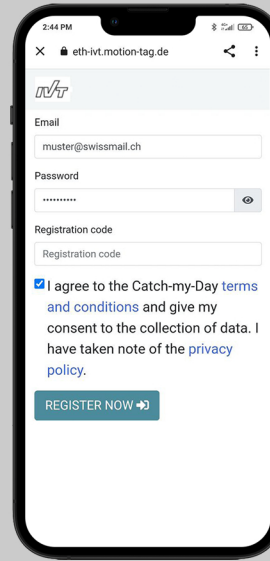 2:44 PM
eth-ivt.motion-tag.de
IVT
Email
muster@swissmail.ch
Password
••••••••••
Registration code
Registration code
I agree to the Catch-my-Day terms
and conditions and give my
consent to the collection of data. I
have taken note of the privacy
policy.
REGISTER NOW